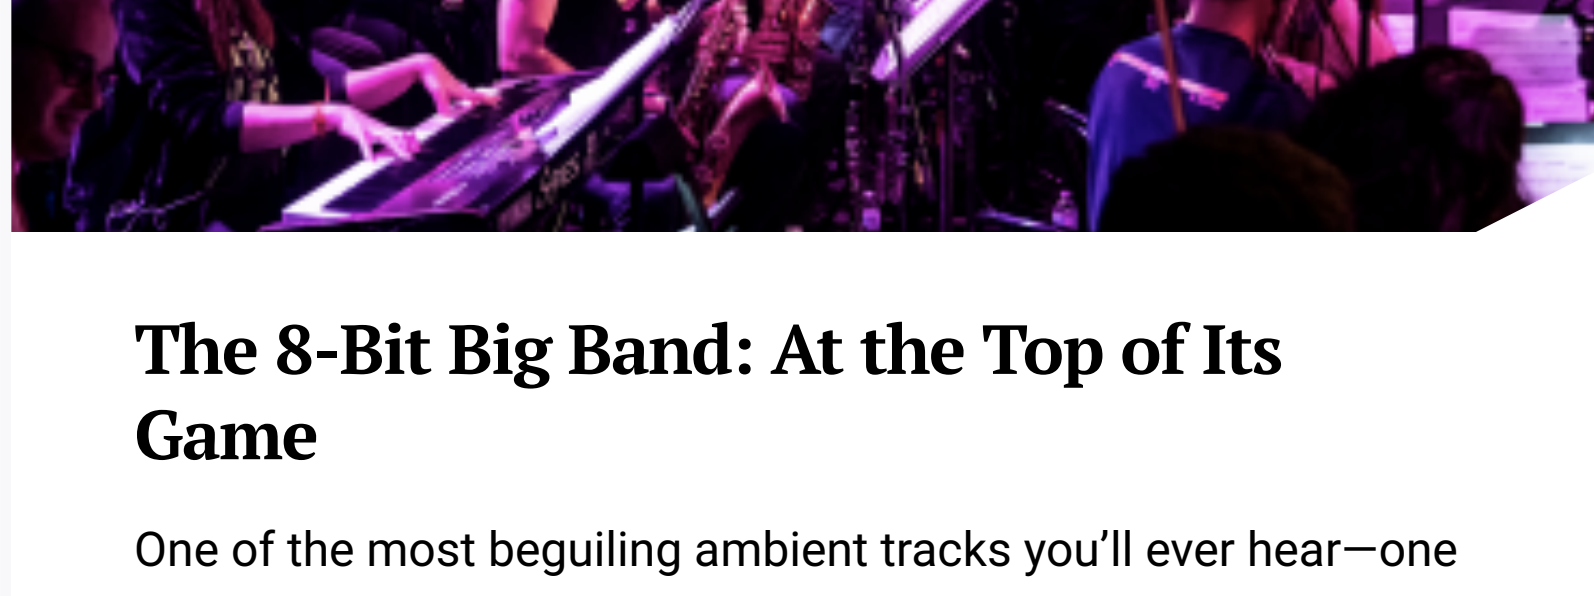 The 8-Bit Big Band: At the Top of Its
Game
One of the most beguiling ambient tracks you’ll ever hear—one